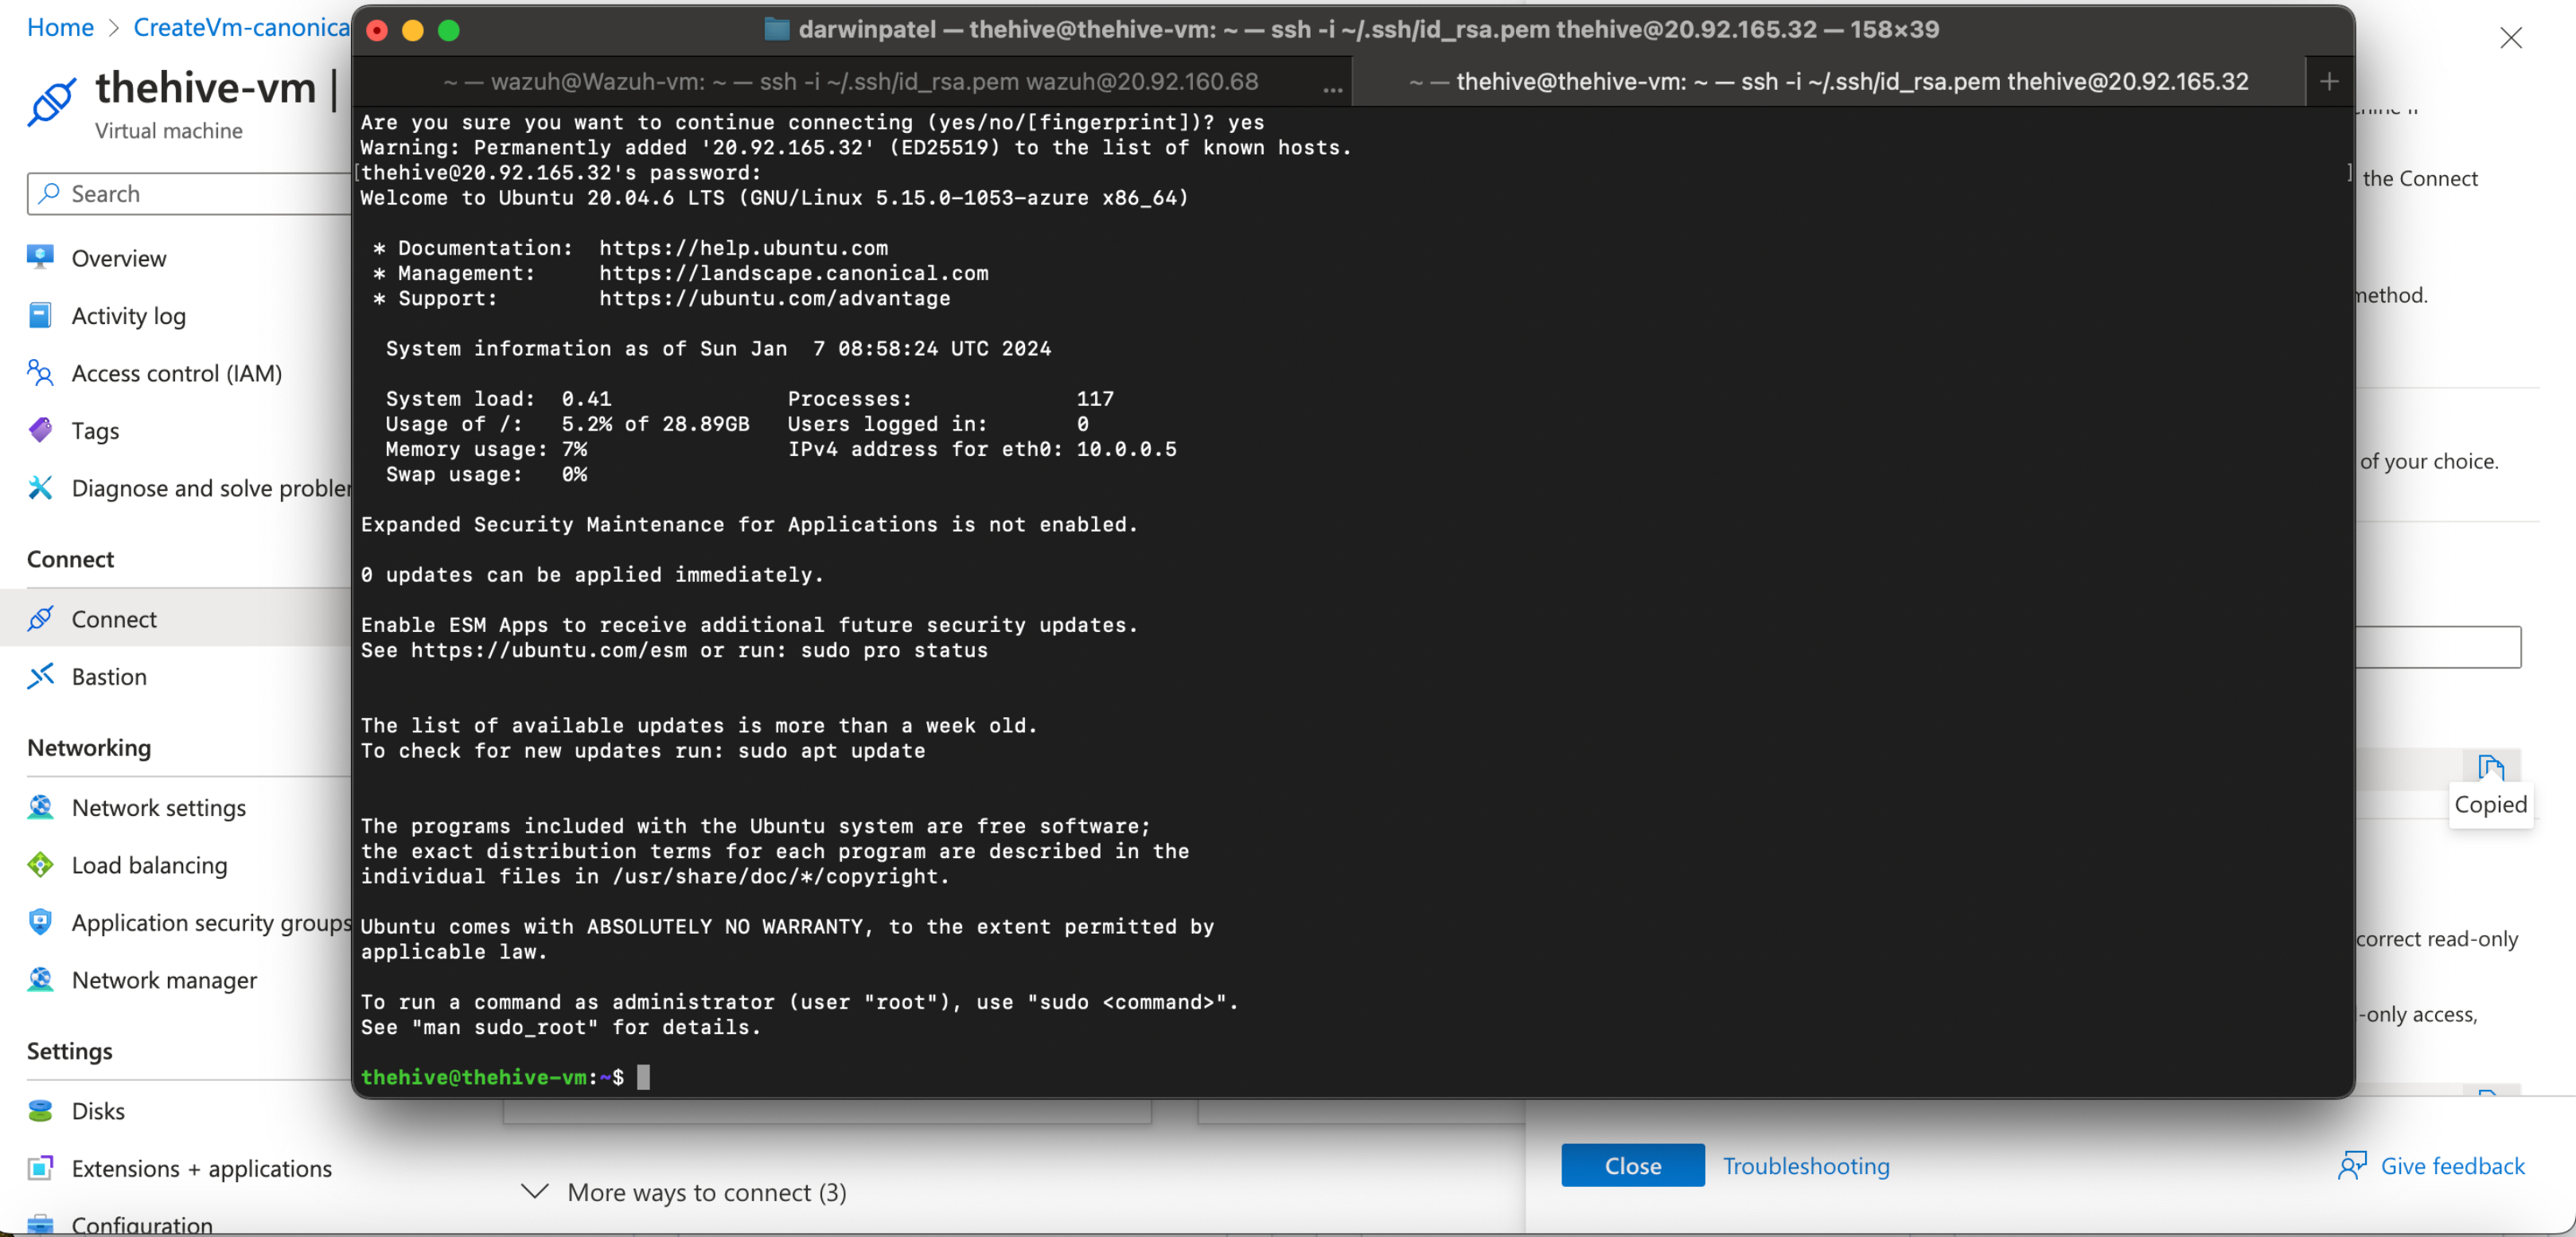 Home > CreateVm-canonica
thehive-vm |
Virtual machine
Search
Overview
Activity log
Access control (IAM)
Tags
Diagnose and solve problem
Connect
Connect
Bastion
Networking
Network settings
Load balancing
Application security groups
Network manager
Settings
Disks
Extensions + applications
Configuration
darwinpatel — thehive@thehive-vm: ~ — ssh -i ~/.ssh/id_rsa.pem thehive@20.92.165.32 — 158×39
~ — wazuh@Wazuh-vm: ~ — ssh -i ~/.ssh/id_rsa.pem wazuh@20.92.160.68 ...
~ — thehive@thehive-vm: ~ — ssh -i ~/.ssh/id_rsa.pem thehive@20.92.165.32 +
Are you sure you want to continue connecting (yes/no/[fingerprint])? yes
Warning: Permanently added '20.92.165.32' (ED25519) to the list of known hosts.
[thehive@20.92.165.32's password: ]
Welcome to Ubuntu 20.04.6 LTS (GNU/Linux 5.15.0-1053-azure x86_64)
* Documentation: https://help.ubuntu.com
* Management: https://landscape.canonical.com
* Support: https://ubuntu.com/advantage
System information as of Sun Jan 7 08:58:24 UTC 2024
System load: 0.41 Processes: 117
Usage of /: 5.2% of 28.89GB Users logged in: 0
Memory usage: 7% IPv4 address for eth0: 10.0.0.5
Swap usage: 0%
Expanded Security Maintenance for Applications is not enabled.
0 updates can be applied immediately.
Enable ESM Apps to receive additional future security updates.
See https://ubuntu.com/esm or run: sudo pro status
The list of available updates is more than a week old.
To check for new updates run: sudo apt update
The programs included with the Ubuntu system are free software;
the exact distribution terms for each program are described in the
individual files in /usr/share/doc/*/copyright.
Ubuntu comes with ABSOLUTELY NO WARRANTY, to the extent permitted by
applicable law.
To run a command as administrator (user "root"), use "sudo <command>".
See "man sudo_root" for details.
thehive@thehive-vm:~$
the Connect
method.
of your choice.
Copied
correct read-only
-only access,
More ways to connect (3)
Close
Troubleshooting
Give feedback